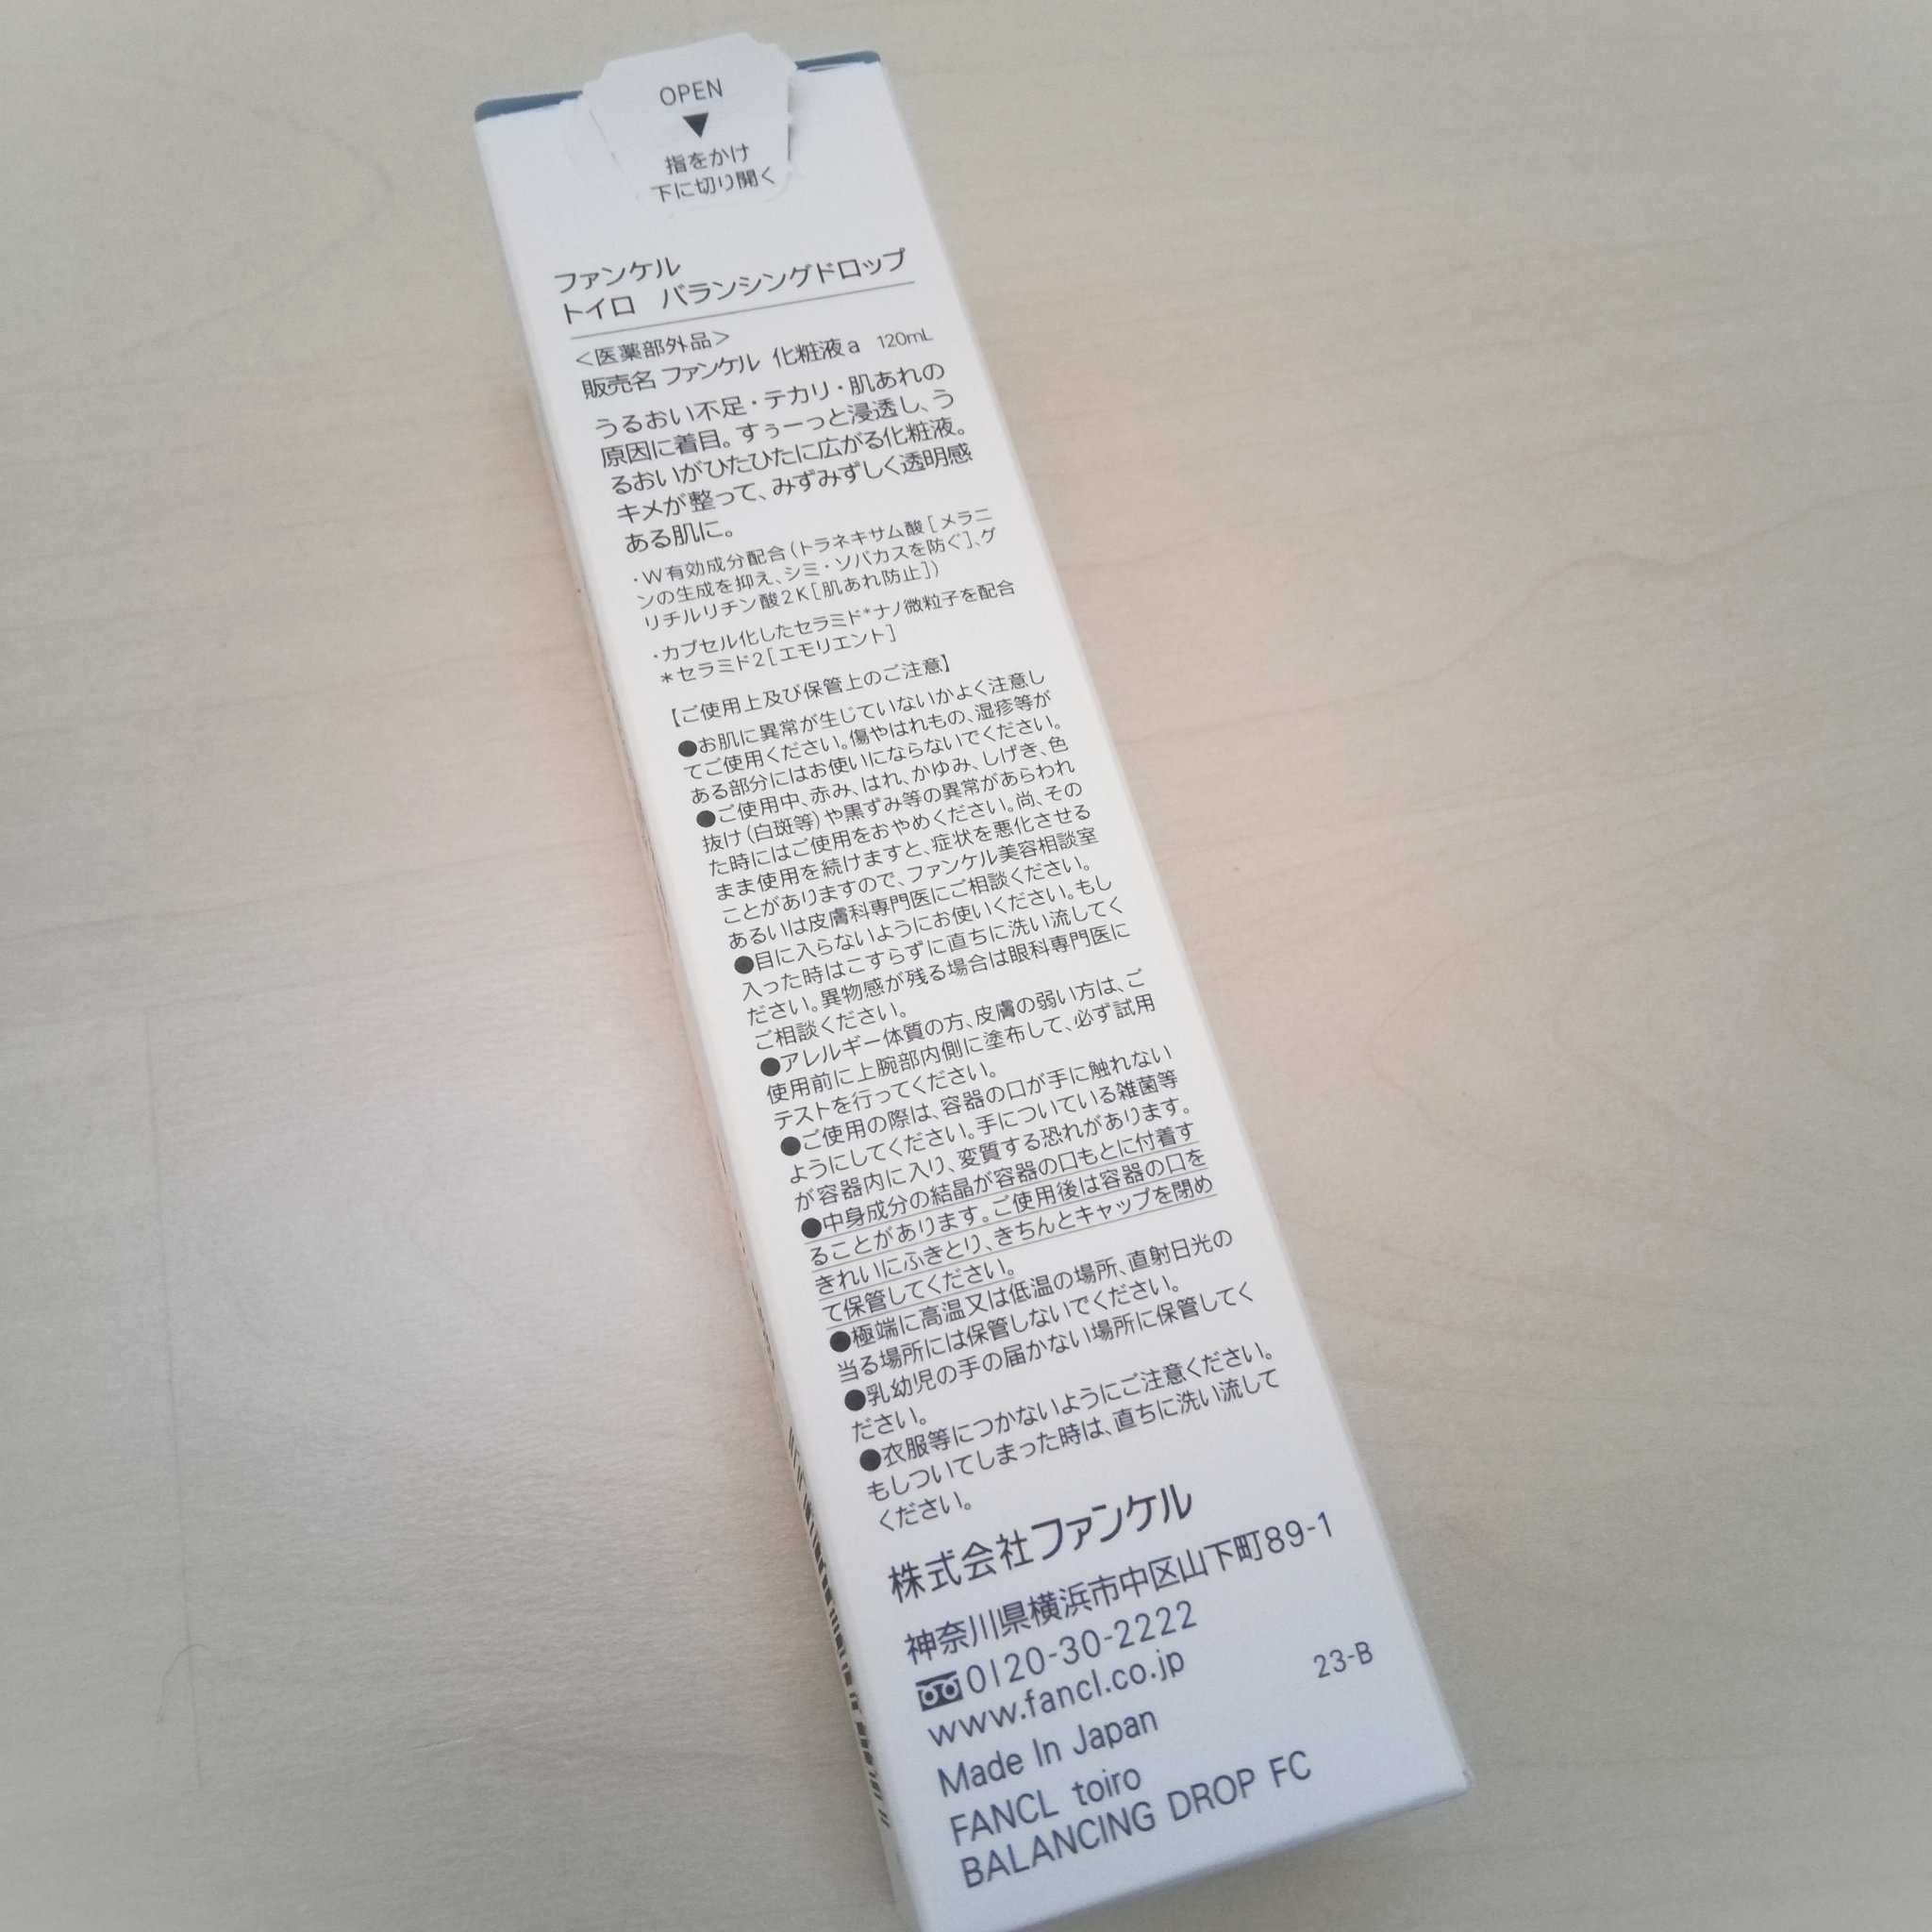 OPEN
▼
指をかけ
下に切り開く
ファンケル
トイロ　バランシングドロップ
<医薬部外品>
販売名 ファンケル 化粧液a 120mL
うるおい不足・テカリ・肌あれの
原因に着目。すぅーっと浸透し、う
るおいがひたひたに広がる化粧液。
キメが整って、みずみずしく透明感
ある肌に。
・W有効成分配合(トラネキサム酸[メラニ
ンの生成を抑え、シミ・ソバカスを防ぐ]、グ
リチルリチン酸2K[肌あれ防止])
・カプセル化したセラミド*ナノ微粒子を配合
*セラミド2[エモリエント]
【ご使用上及び保管上のご注意】
●お肌に異常が生じていないかよく注意し
てご使用ください。傷やはれもの、湿疹等が
ある部分にはお使いにならないでください。
●ご使用中、赤み、はれ、かゆみ、しげき、色
抜け(白斑等)や黒ずみ等の異常があらわれ
た時にはご使用をおやめください。尚、その
まま使用を続けますと、症状を悪化させる
ことがありますので、ファンケル美容相談室
あるいは皮膚科専門医にご相談ください。
●目に入らないようにお使いください。もし
入った時はこすらずに直ちに洗い流してく
ださい。異物感が残る場合は眼科専門医に
ご相談ください。
●アレルギー体質の方、皮膚の弱い方は、ご
使用前に上腕部内側に塗布して、必ず試用
テストを行ってください。
●ご使用の際は、容器の口が手に触れない
ようにしてください。手についている雑菌等
が容器内に入り、変質する恐れがあります。
●中身成分の結晶が容器の口もとに付着す
ることがあります。ご使用後は容器の口を
きれいにふきとり、きちんとキャップを閉め
て保管してください。
●極端に高温又は低温の場所、直射日光の
当る場所には保管しないでください。
●乳幼児の手の届かない場所に保管してく
ださい。
●衣服等につかないようにご注意ください。
もしついてしまった時は、直ちに洗い流して
ください。
株式会社ファンケル
神奈川県横浜市中区山下町89-1
0120-30-2222
www.fancl.co.jp
23-B
Made In Japan
FANCL toiro
BALANCING DROP FC